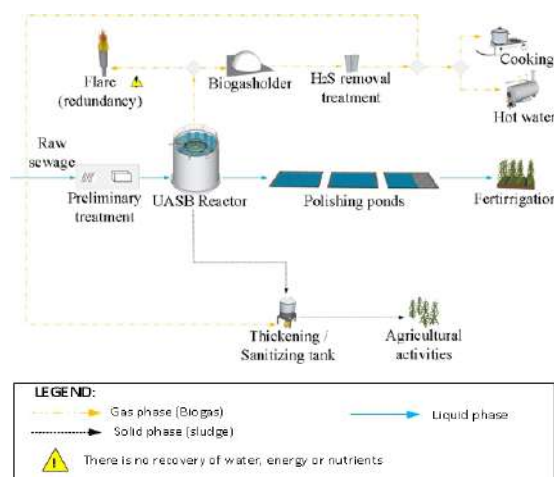 Cooking
Flare
(redundancy)
Biogasholder
H₂S removal
treatment
Hot water
Raw
sewage
Preliminary
treatment
UASB Reactor
Polishing ponds
Fertirrigation
Thickening /
Sanitizing tank
Agricultural
activities
LEGEND:
Gas phase (Biogas)
Liquid phase
Solid phase (sludge)
There is no recovery of water, energy or nutrients